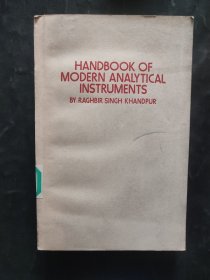 HANDBOOK OF
MODERN ANALYTICAL
INSTRUMENTS
BY RAGHBIR SINGH KHANDPUR